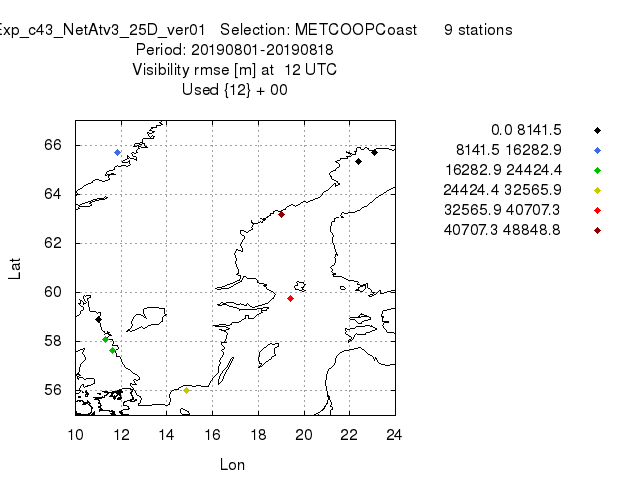 Exp_c43_NetAtv3_25D_ver01 Selection: METCOOPCoast 9 stations
Period: 20190801-20190818
Visibility rmse [m] at 12 UTC
Used {12} + 00
0.0 8141.5
8141.5 16282.9
16282.9 24424.4
24424.4 32565.9
32565.9 40707.3
40707.3 48848.8
66
64
62
60
58
56
Lat
10 12 14 16 18 20 22 24
Lon